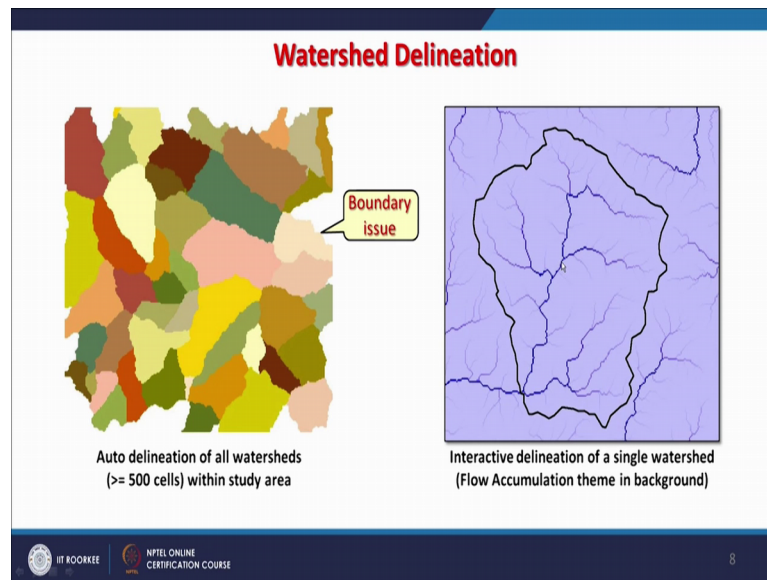 Watershed Delineation
Boundary
issue
Auto delineation of all watersheds
(>= 500 cells) within study area
Interactive delineation of a single watershed
(Flow Accumulation theme in background)
IIT ROORKEE
NPTEL ONLINE
CERTIFICATION COURSE
8